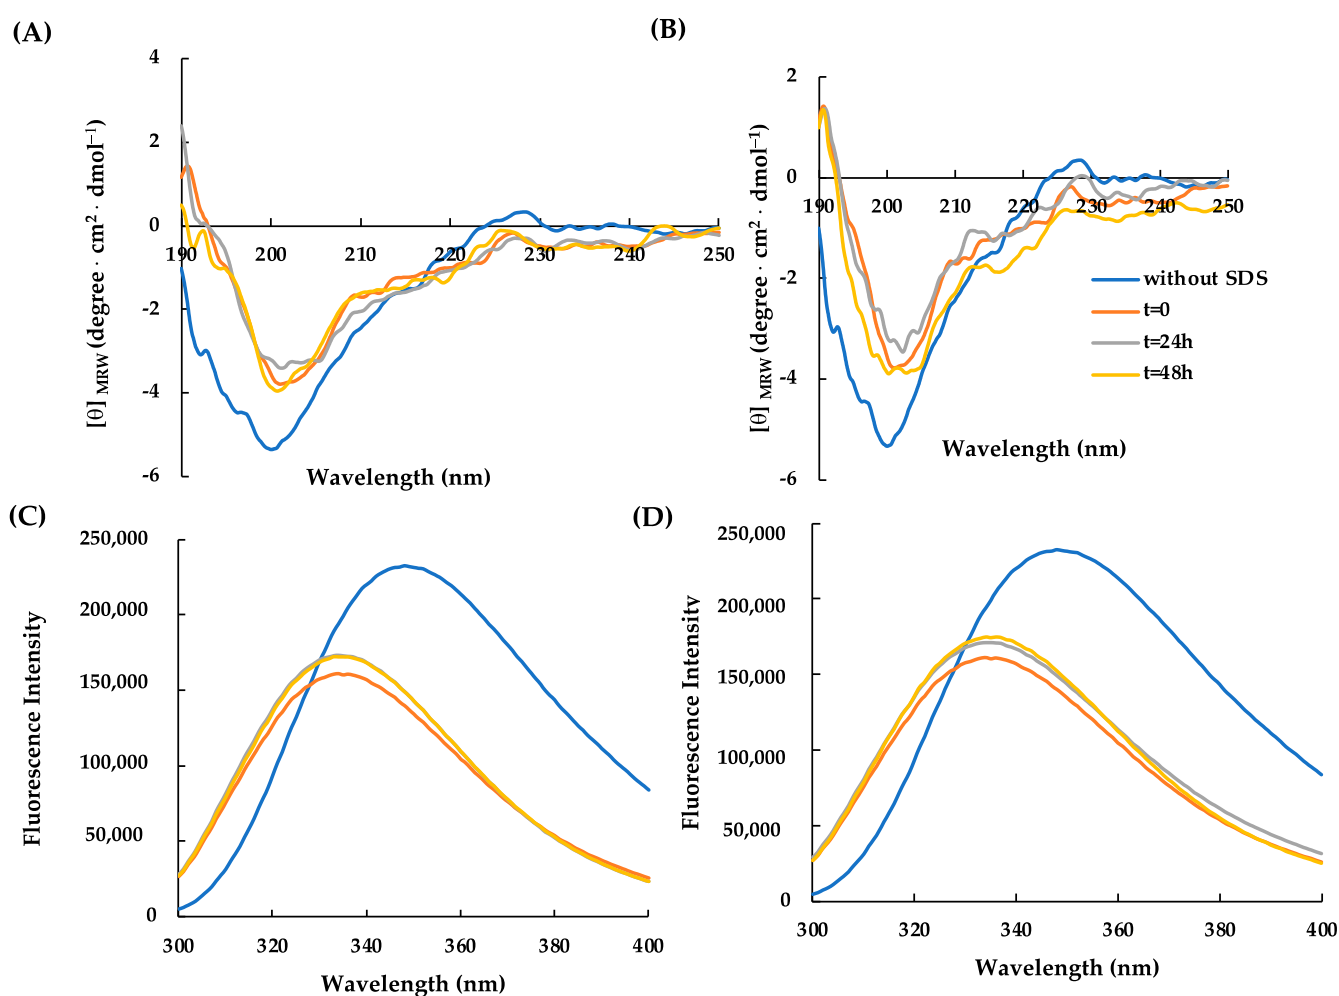 (A)
(B)
4
2
0
-2
-4
-6
190 200 210 220 230 240 250
[θ] MRW (degree · cm² · dmol⁻¹)
Wavelength (nm)
2
0
-2
-4
-6
190 200 210 220 230 240 250
[θ] MRW (degree · cm² · dmol⁻¹)
Wavelength (nm)
without SDS
t=0
t=24h
t=48h
(C)
(D)
250,000
200,000
150,000
100,000
50,000
0
300 320 340 360 380 400
Fluorescence Intensity
Wavelength (nm)
250,000
200,000
150,000
100,000
50,000
0
300 320 340 360 380 400
Fluorescence Intensity
Wavelength (nm)